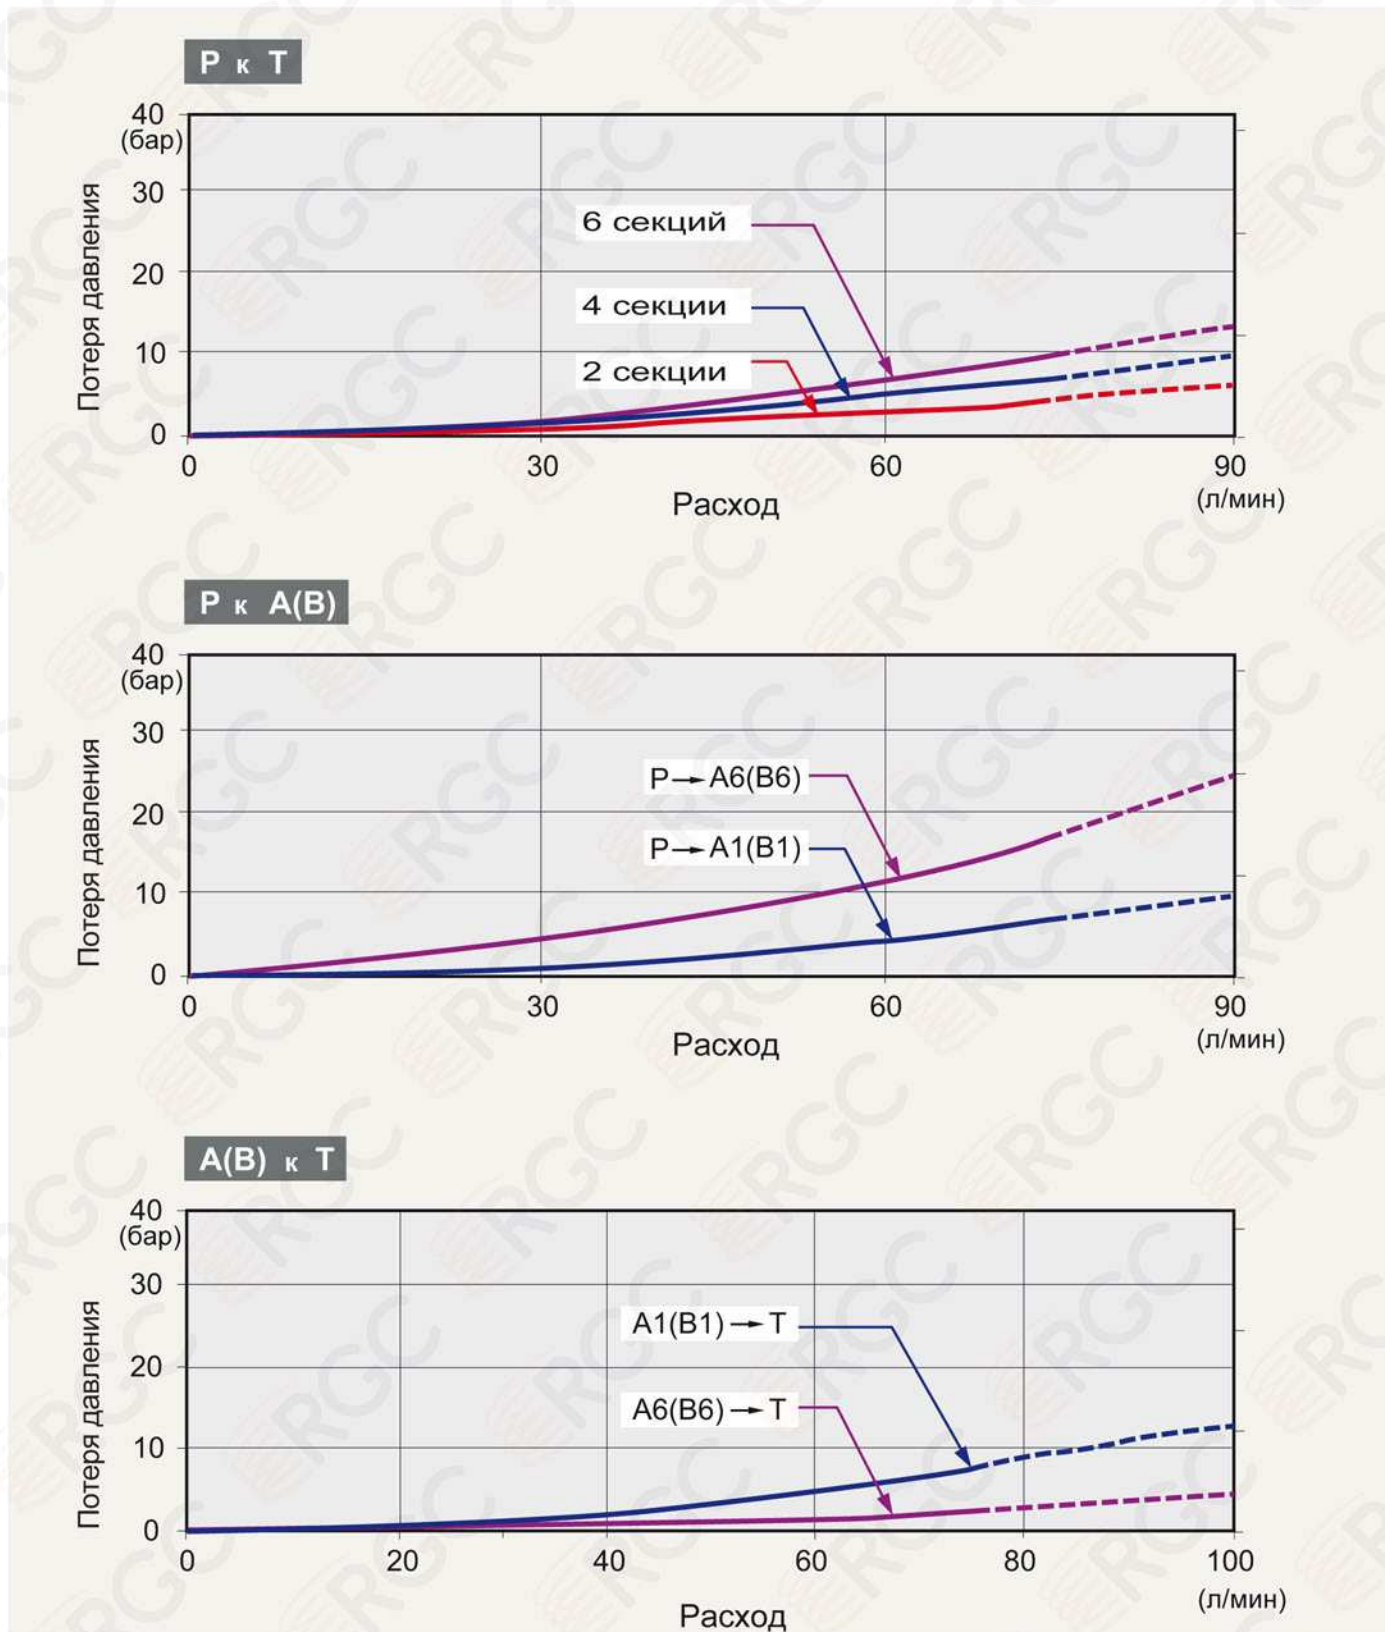 Р к Т
40
(бар)
30
20
10
0
Потеря давления
6 секций
4 секции
2 секции
0 30 60 90
(л/мин)
Расход
Р к А(В)
40
(бар)
30
20
10
0
Потеря давления
P→A6(B6)
P→A1(B1)
0 30 60 90
(л/мин)
Расход
А(В) к Т
40
(бар)
30
20
10
0
Потеря давления
A1(B1)→T
A6(B6)→T
0 20 40 60 80 100
(л/мин)
Расход